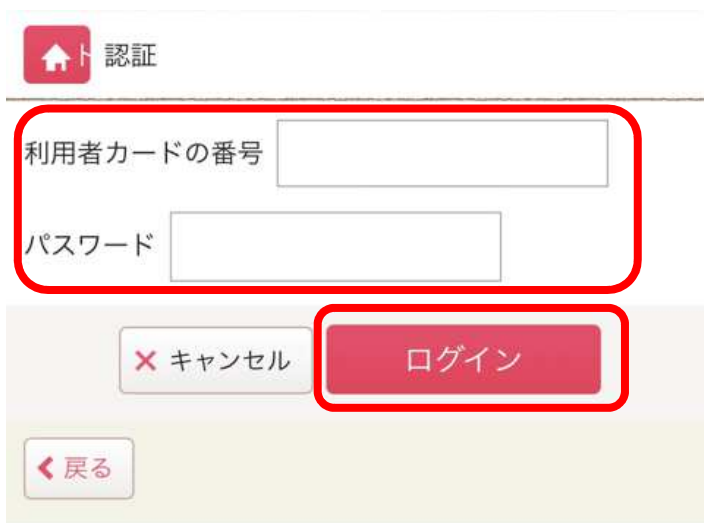 ト 認証
利用者カードの番号
パスワード
× キャンセル ログイン
戻る